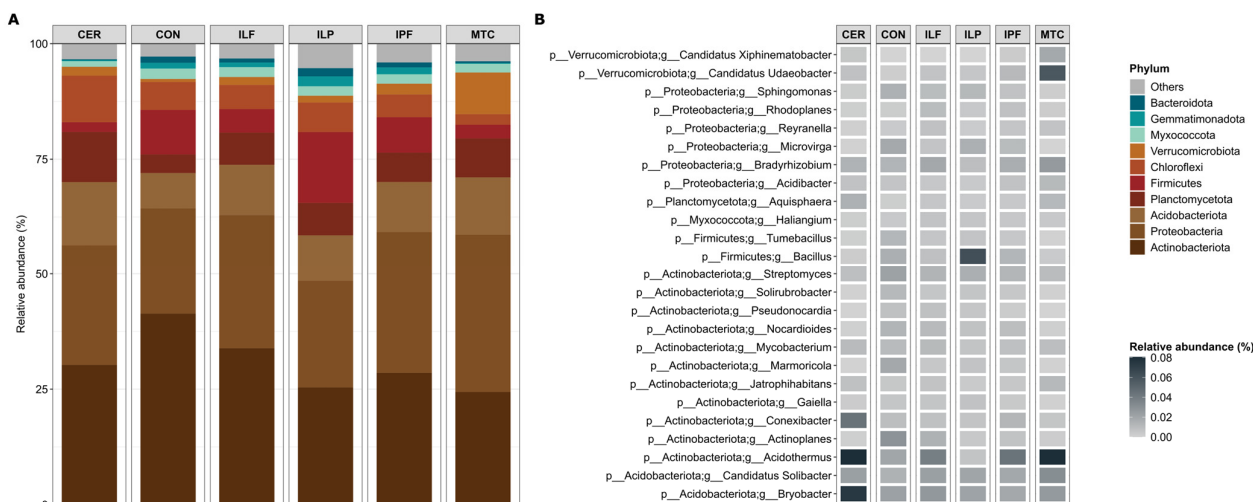 A
CER CON ILF ILP IPF MTC
100
75
50
25
Relative abundance (%)
B
CER CON ILF ILP IPF MTC
p__Verrucomicrobiota;g__Candidatus Xiphinematobacter
p__Verrucomicrobiota;g__Candidatus Udaeobacter
p__Proteobacteria;g__Sphingomonas
p__Proteobacteria;g__Rhodoplanes
p__Proteobacteria;g__Reyranella
p__Proteobacteria;g__Microvirga
p__Proteobacteria;g__Bradyrhizobium
p__Proteobacteria;g__Acidibacter
p__Planctomycetota;g__Aquisphaera
p__Myxococcota;g__Haliangium
p__Firmicutes;g__Tumebacillus
p__Firmicutes;g__Bacillus
p__Actinobacteriota;g__Streptomyces
p__Actinobacteriota;g__Solirubrobacter
p__Actinobacteriota;g__Pseudonocardia
p__Actinobacteriota;g__Nocardioides
p__Actinobacteriota;g__Mycobacterium
p__Actinobacteriota;g__Marmoricola
p__Actinobacteriota;g__Jatrophihabitans
p__Actinobacteriota;g__Gaiella
p__Actinobacteriota;g__Conexibacter
p__Actinobacteriota;g__Actinoplanes
p__Actinobacteriota;g__Acidothermus
p__Acidobacteriota;g__Candidatus Solibacter
p__Acidobacteriota;g__Bryobacter
Phylum
Others
Bacteroidota
Gemmatimonadota
Myxococcota
Verrucomicrobiota
Chloroflexi
Firmicutes
Planctomycetota
Acidobacteriota
Proteobacteria
Actinobacteriota
Relative abundance (%)
0.08
0.06
0.04
0.02
0.00